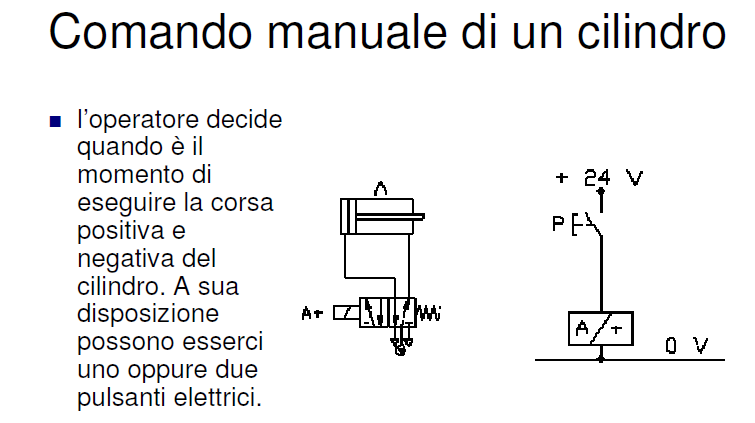 Comando manuale di un cilindro
l'operatore decide
quando è il
momento di
eseguire la corsa
positiva e
negativa del
cilindro. A sua
disposizione
possono esserci
uno oppure due
pulsanti elettrici.
A
A+
+ 24 V
P
A +
0 V